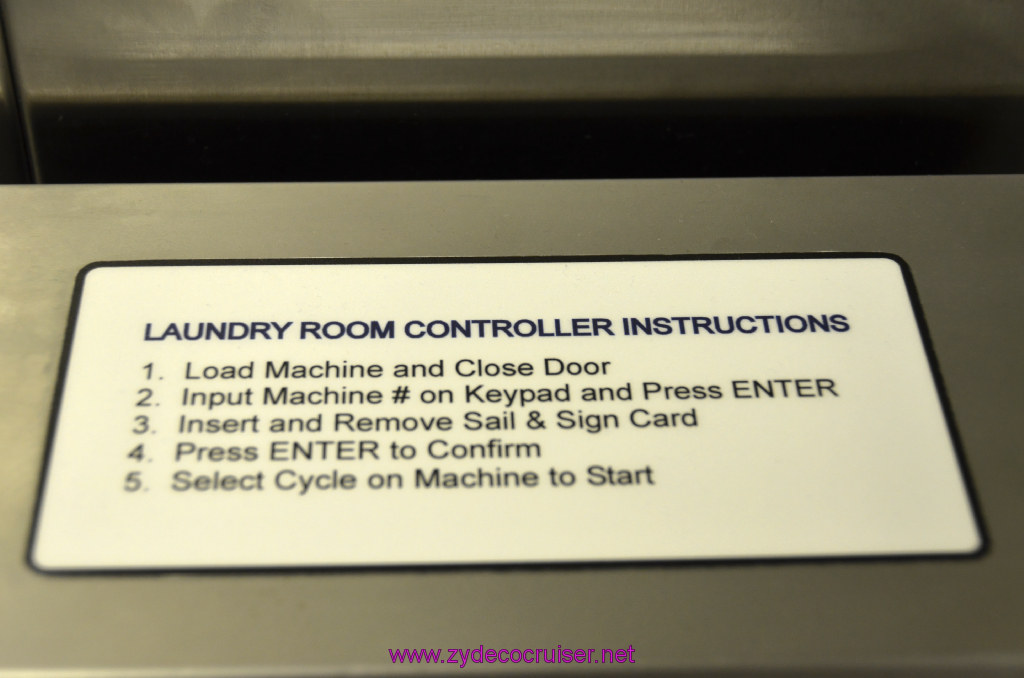 LAUNDRY ROOM CONTROLLER INSTRUCTIONS
1. Load Machine and Close Door
2. Input Machine # on Keypad and Press ENTER
3. Insert and Remove Sail & Sign Card
4. Press ENTER to Confirm
5. Select Cycle on Machine to Start
www.zydecocruiser.net